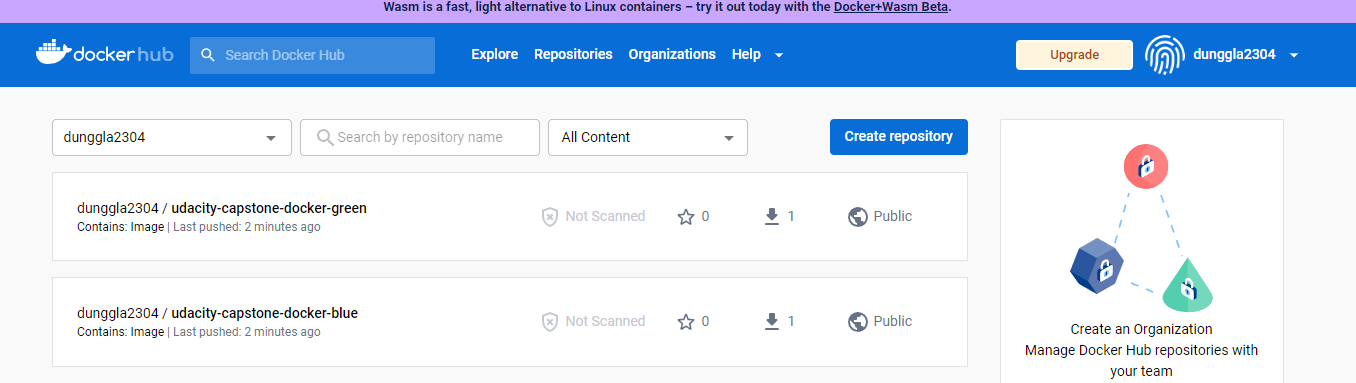 Wasm is a fast, light alternative to Linux containers – try it out today with the Docker+Wasm Beta.
dockerhub Search Docker Hub Explore Repositories Organizations Help Upgrade dunggla2304
dunggla2304 Search by repository name All Content Create repository
dunggla2304 / udacity-capstone-docker-green
Contains: Image | Last pushed: 2 minutes ago
Not Scanned 0 1 Public
dunggla2304 / udacity-capstone-docker-blue
Contains: Image | Last pushed: 2 minutes ago
Not Scanned 0 1 Public
Create an Organization
Manage Docker Hub repositories with
your team